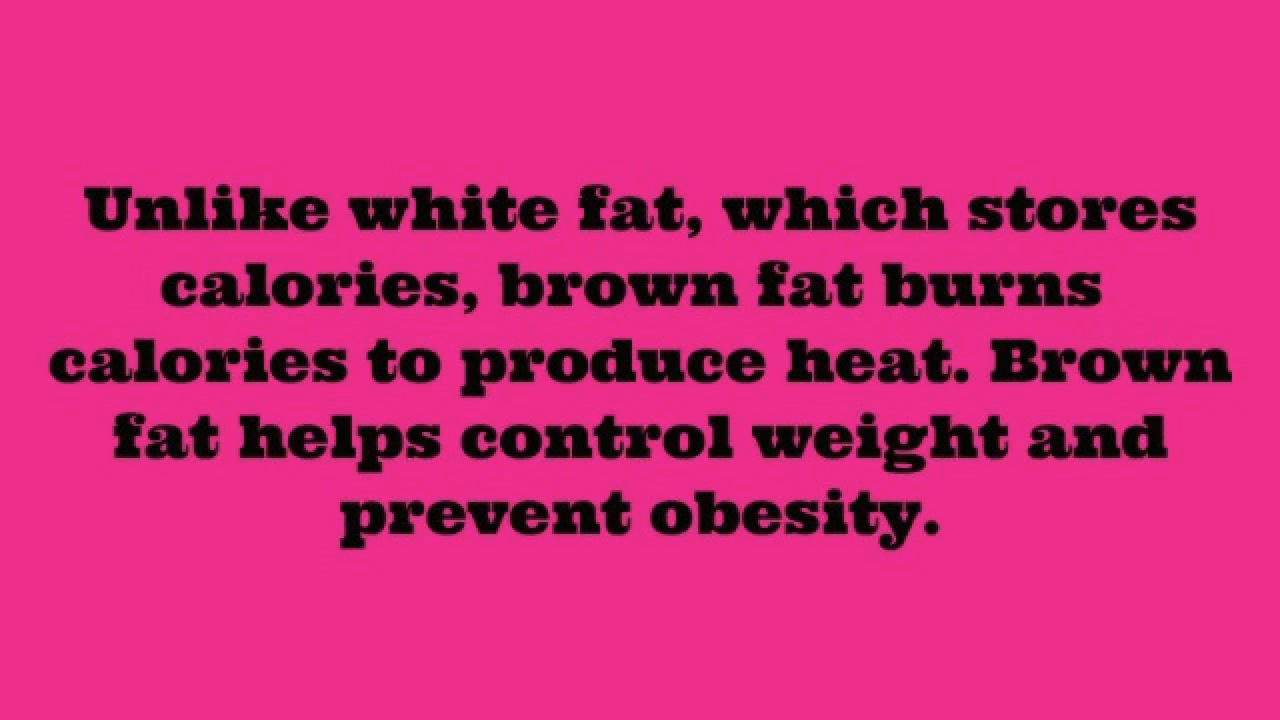 Unlike white fat, which stores
calories, brown fat burns
calories to produce heat. Brown
fat helps control weight and
prevent obesity.